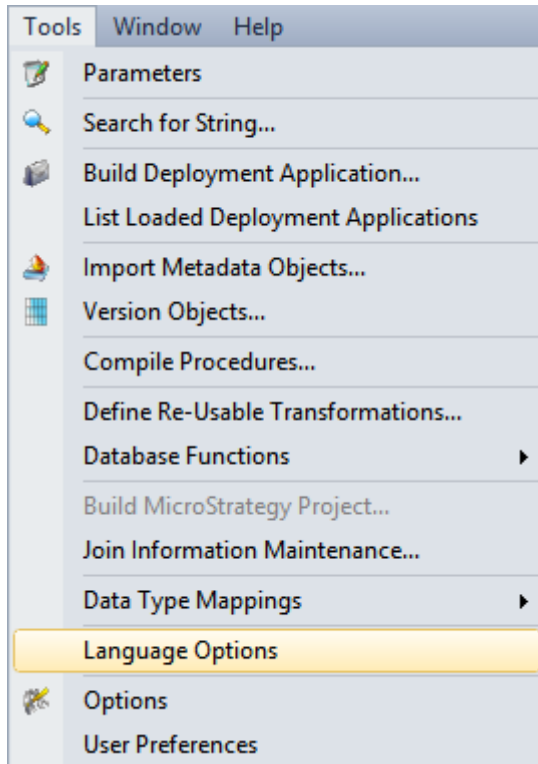 Tools Window Help
Parameters
Search for String...
Build Deployment Application...
List Loaded Deployment Applications
Import Metadata Objects...
Version Objects...
Compile Procedures...
Define Re-Usable Transformations...
Database Functions
Build MicroStrategy Project...
Join Information Maintenance...
Data Type Mappings
Language Options
Options
User Preferences